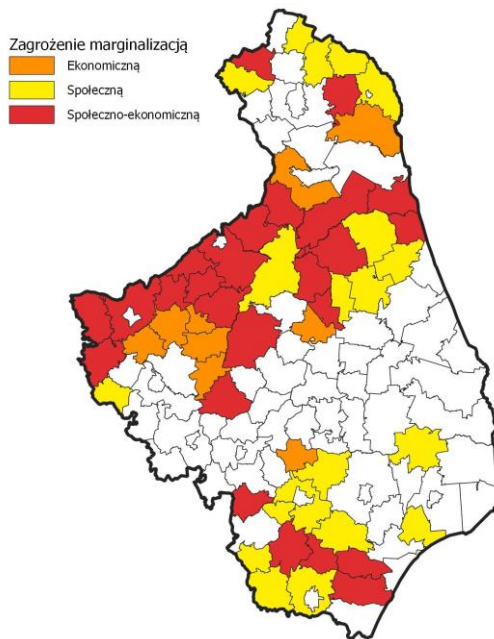 Zagrożenie marginalizacją
Ekonomiczną
Społeczną
Społeczno-ekonomiczną